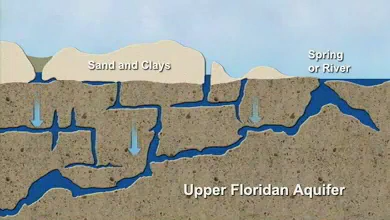 Sand and Clays
Spring
or River
Upper Floridan Aquifer